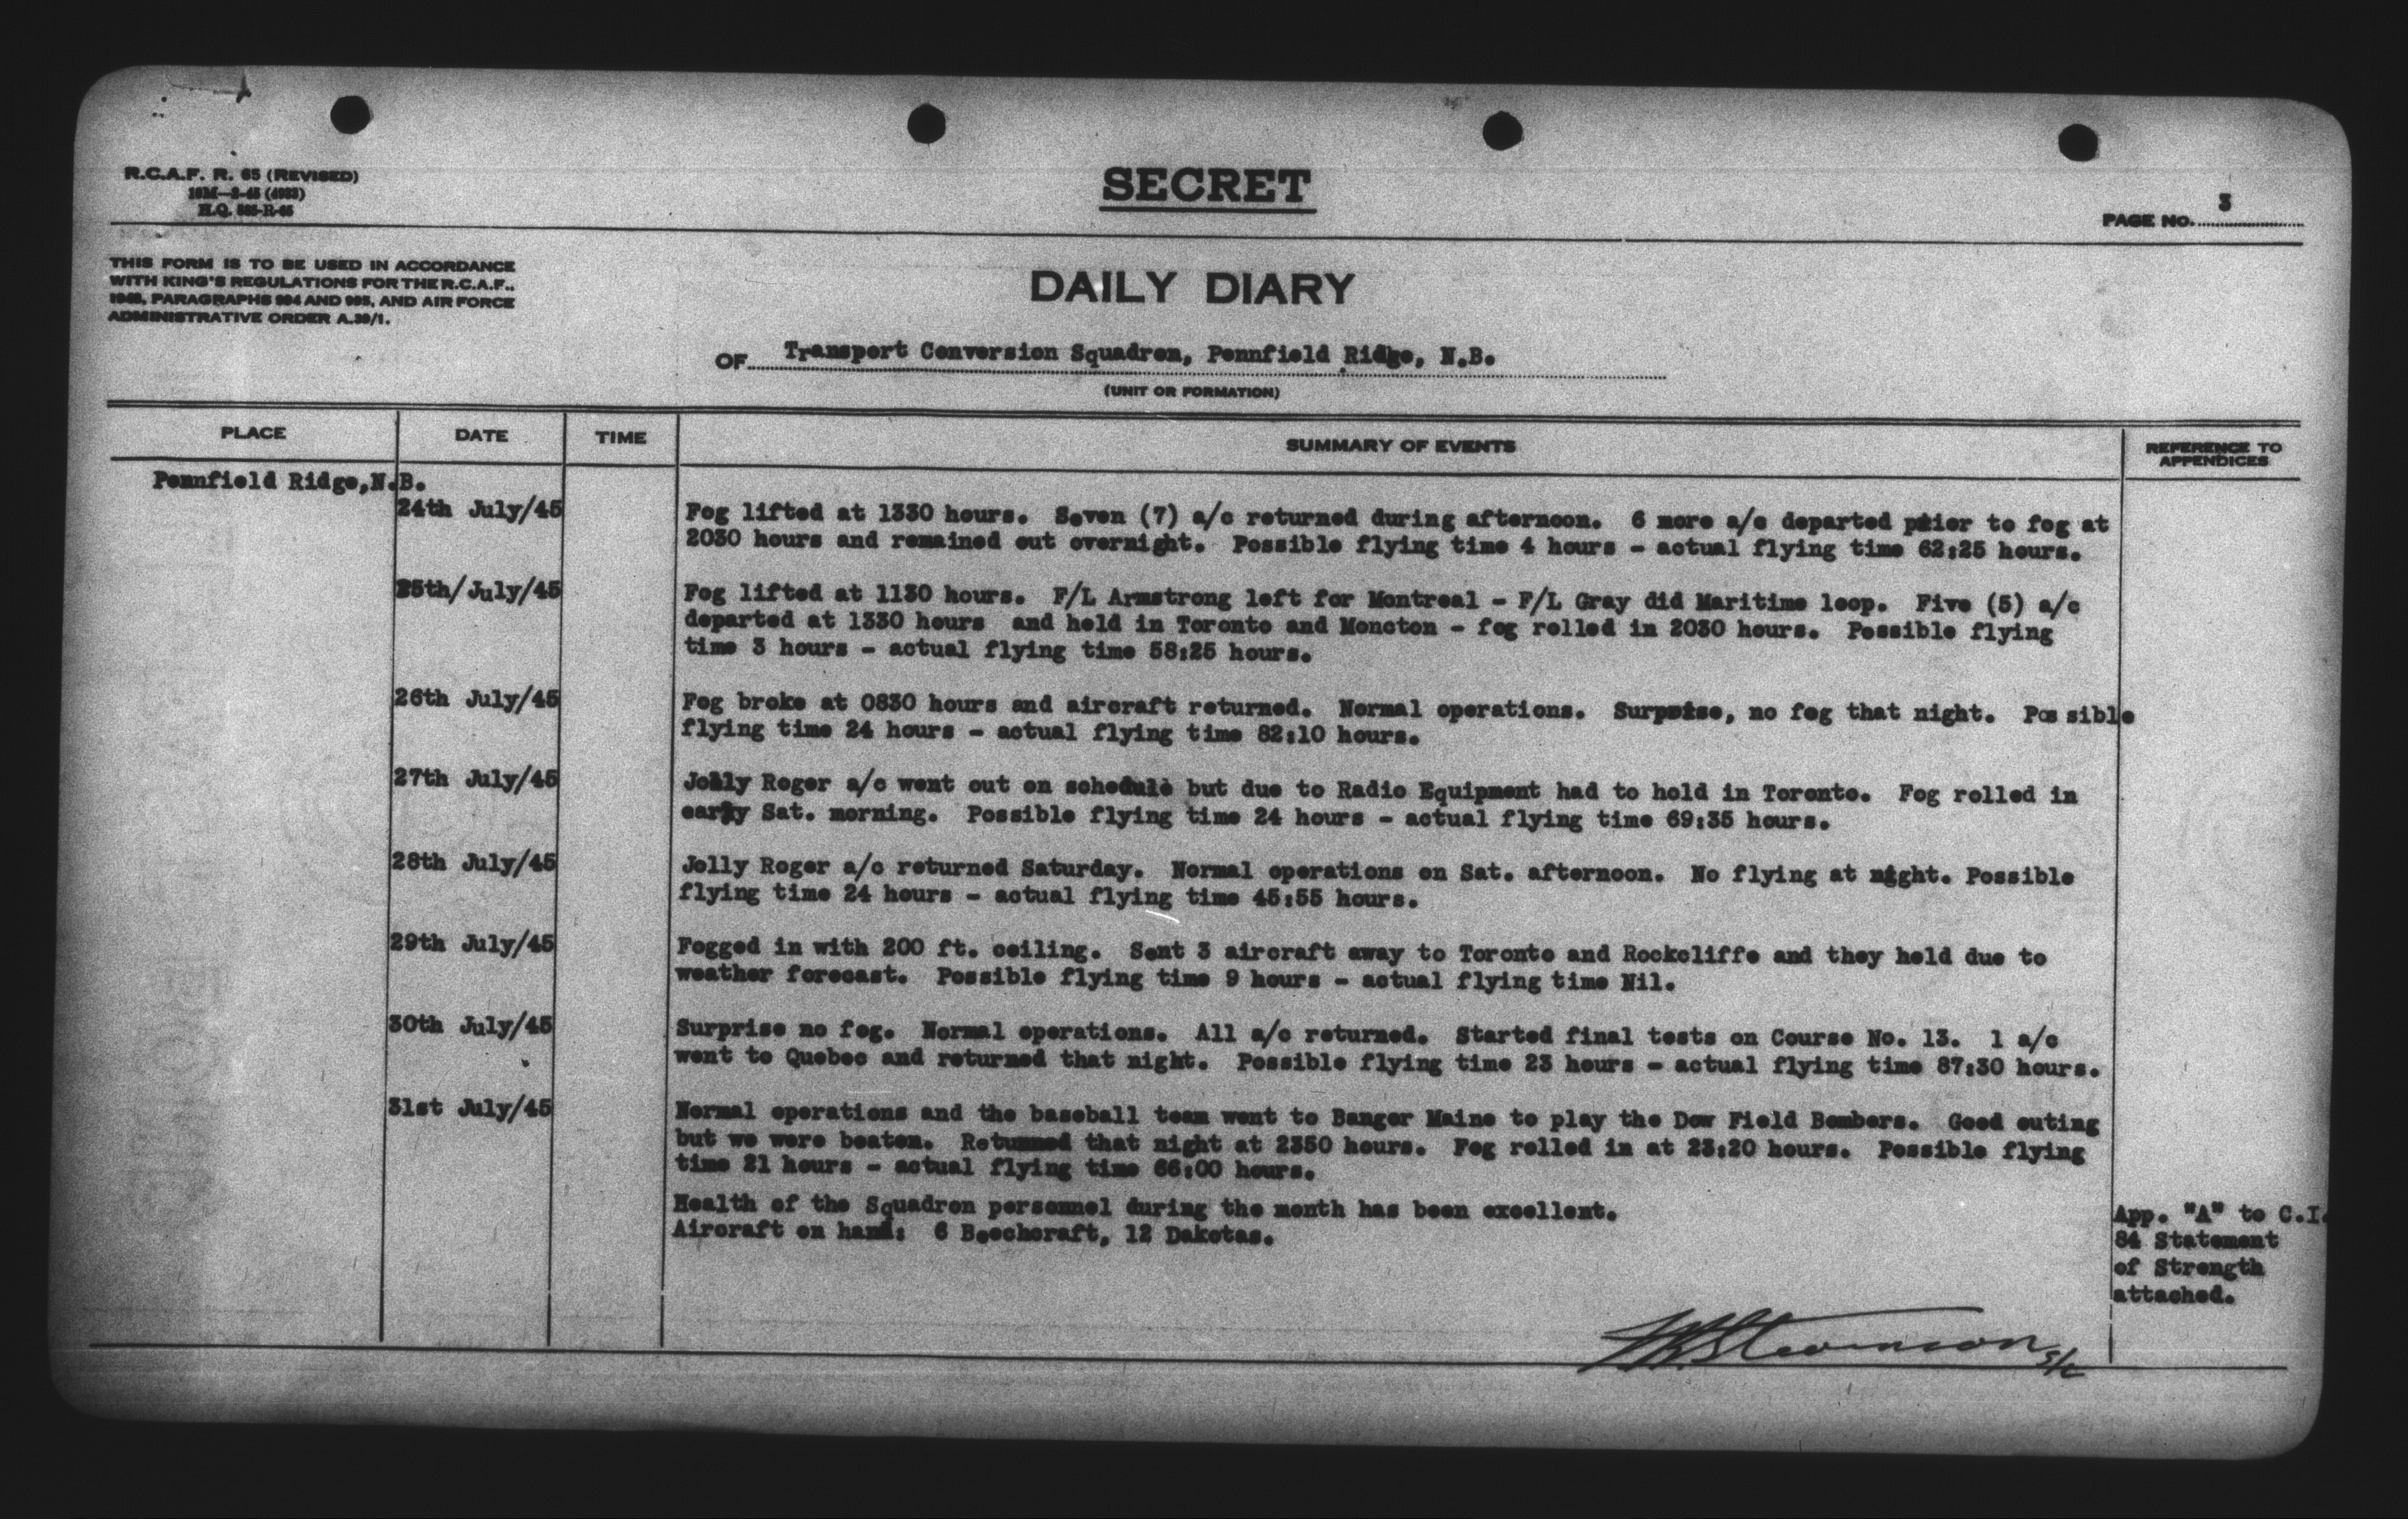 R.C.A.F. R. 65 (REVISED)
H.Q. 885-R-65
SECRET
PAGE NO. 3
THIS FORM IS TO BE USED IN ACCORDANCE
WITH KING'S REGULATIONS FOR THE R.C.A.F.,
PARAGRAPHS 994 AND 995, AND AIR FORCE
ADMINISTRATIVE ORDER A.39/1.
DAILY DIARY
OF Transport Conversion Squadron, Pennfield Ridge, N.B.
(UNIT OR FORMATION)
PLACE DATE TIME SUMMARY OF EVENTS REFERENCE TO APPENDICES
Pennfield Ridge,N.B.
24th July/45 Fog lifted at 1330 hours. Seven (7) a/c returned during afternoon. 6 more a/c departed prior to fog at
2030 hours and remained out overnight. Possible flying time 4 hours - actual flying time 62:25 hours.
25th/July/45 Fog lifted at 1130 hours. F/L Armstrong left for Montreal - F/L Gray did Maritime loop. Five (5) a/c
departed at 1330 hours and held in Toronto and Moncton - fog rolled in 2030 hours. Possible flying
time 3 hours - actual flying time 58:25 hours.
26th July/45 Fog broke at 0830 hours and aircraft returned. Normal operations. Surprise, no fog that night. Possible
flying time 24 hours - actual flying time 82:10 hours.
27th July/45 Jolly Roger a/c went out on schedule but due to Radio Equipment had to hold in Toronto. Fog rolled in
early Sat. morning. Possible flying time 24 hours - actual flying time 69:35 hours.
28th July/45 Jolly Roger a/c returned Saturday. Normal operations on Sat. afternoon. No flying at night. Possible
flying time 24 hours - actual flying time 45:55 hours.
29th July/45 Fogged in with 200 ft. ceiling. Sent 3 aircraft away to Toronto and Rockcliffe and they held due to
weather forecast. Possible flying time 9 hours - actual flying time Nil.
30th July/45 Surprise no fog. Normal operations. All a/c returned. Started final tests on Course No. 13. 1 a/c
went to Quebec and returned that night. Possible flying time 23 hours - actual flying time 87:30 hours.
31st July/45 Normal operations and the baseball team went to Banger Maine to play the Dow Field Bombers. Good outing
but we were beaten. Retunned that night at 2350 hours. Fog rolled in at 23:20 hours. Possible flying
time 21 hours - actual flying time 66:00 hours.
Health of the Squadron personnel during the month has been excellent.
Aircraft on hand: 6 Beechcraft, 12 Dakotas.
App. "A" to C.I.
84 Statement
of Strength
attached.
S/L